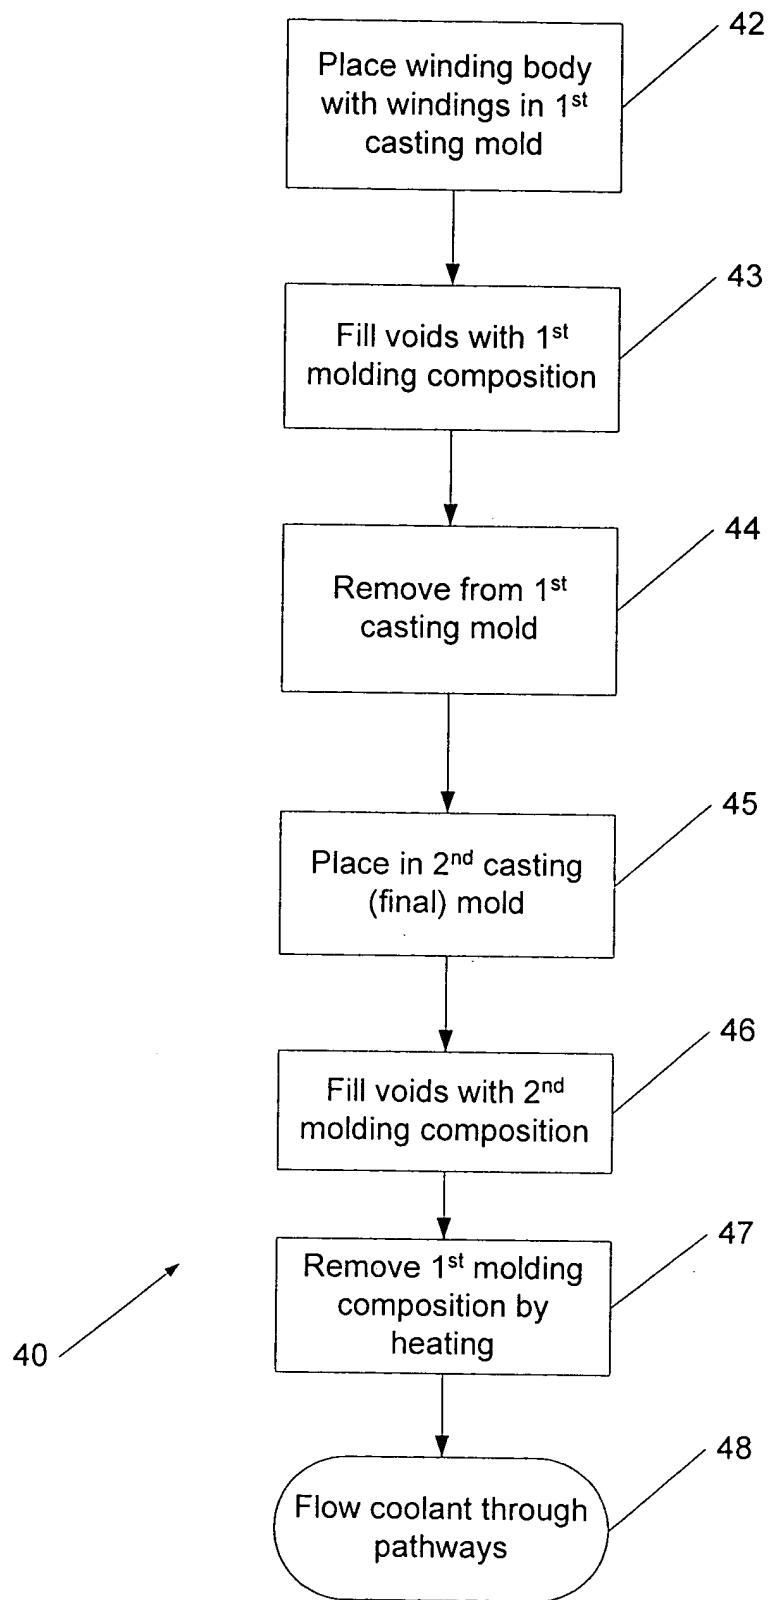 42
Place winding body
with windings in 1st
casting mold
43
Fill voids with 1st
molding composition
44
Remove from 1st
casting mold
45
Place in 2nd casting
(final) mold
46
Fill voids with 2nd
molding composition
47
Remove 1st molding
composition by
heating
40
48
Flow coolant through
pathways